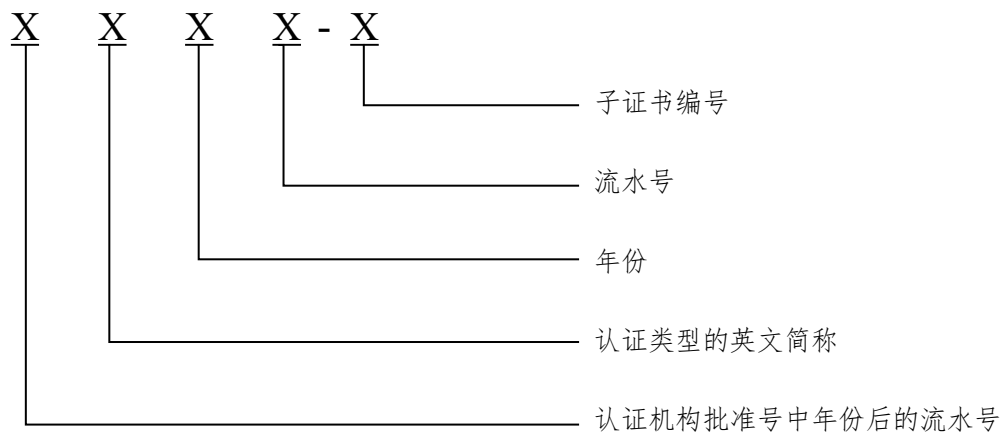 X X X X - X
子证书编号
流水号
年份
认证类型的英文简称
认证机构批准号中年份后的流水号